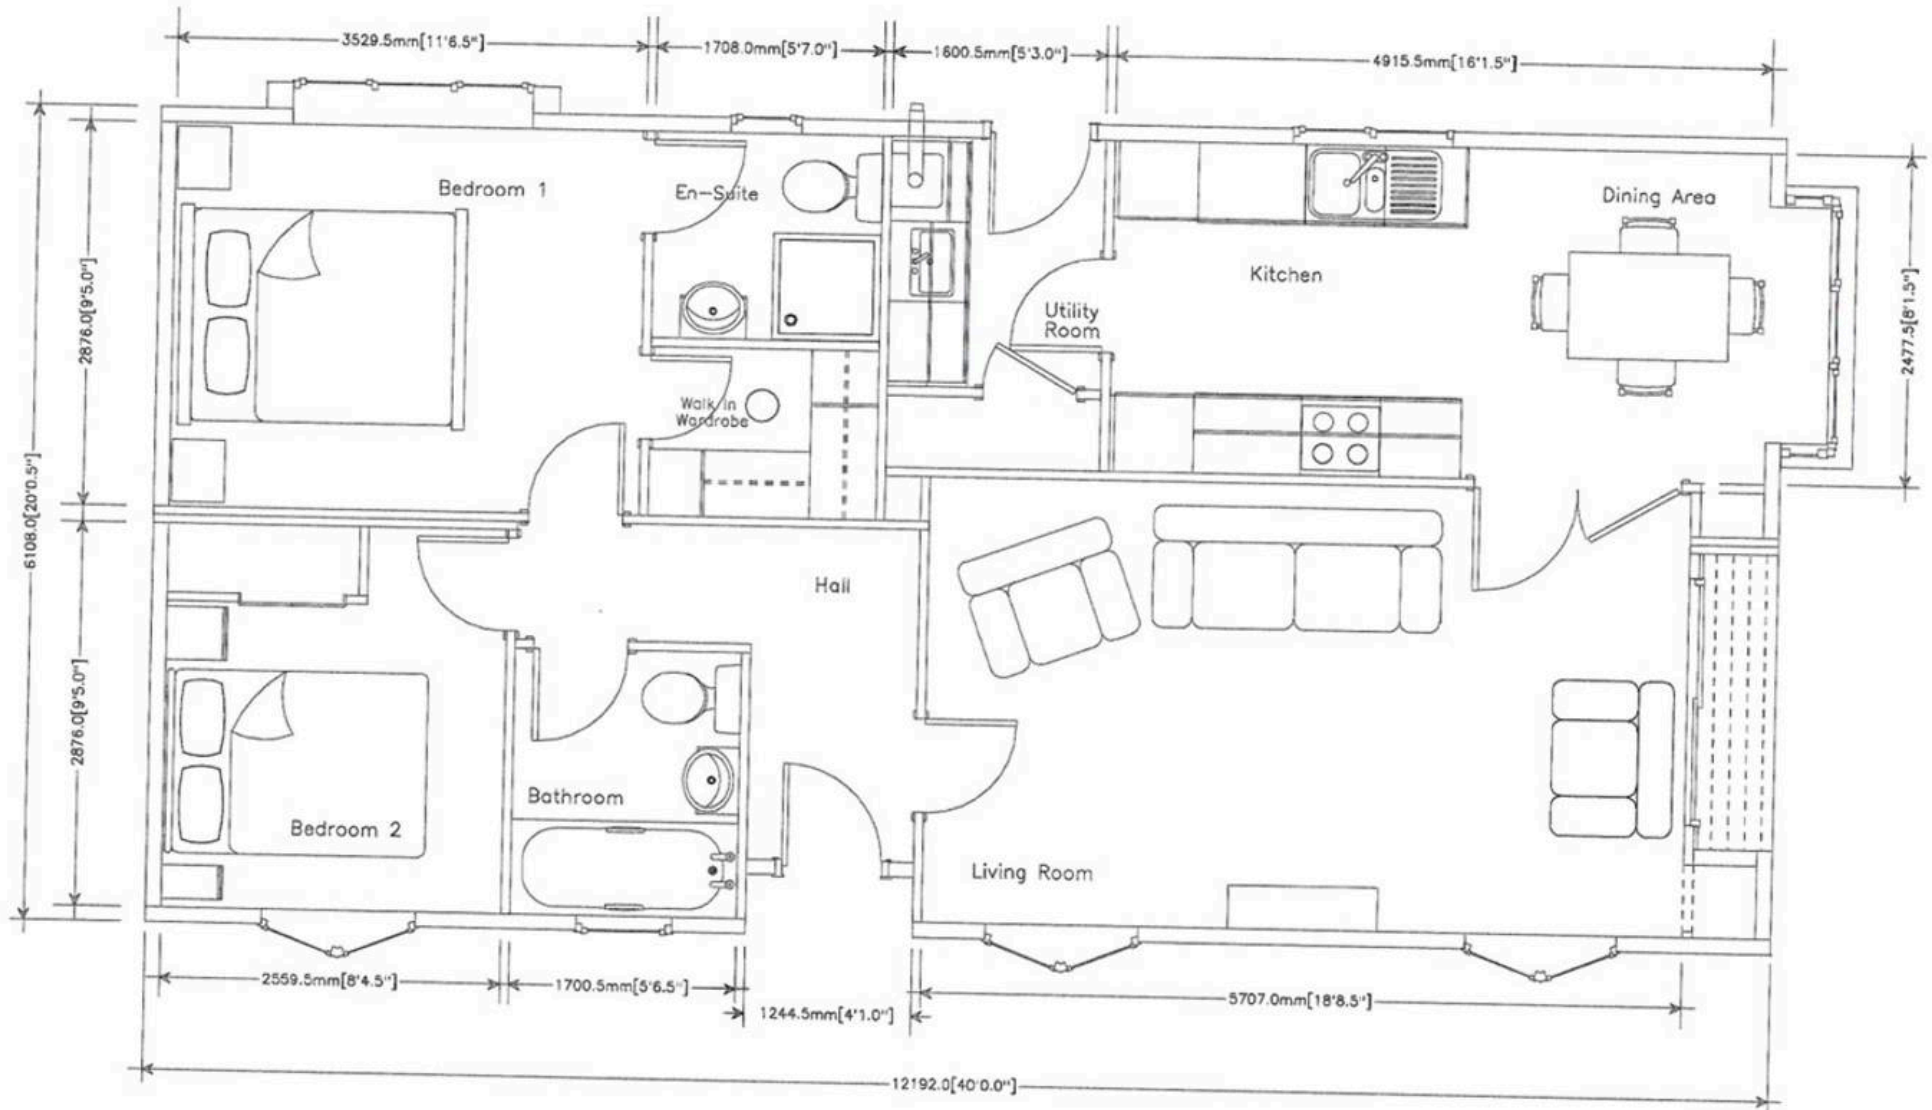 3529.5mm[11'6.5"]
1708.0mm[5'7.0"]
1600.5mm[5'3.0"]
4915.5mm[16'1.5"]
6108.0[20'0.5"]
2876.0[9'5.0"]
2876.0[9'5.0"]
2477.5[8'1.5"]
Bedroom 1
En-Suite
Dining Area
Kitchen
Utility
Room
Walk In
Wardrobe
Hall
Bathroom
Bedroom 2
Living Room
2559.5mm[8'4.5"]
1700.5mm[5'6.5"]
1244.5mm[4'1.0"]
5707.0mm[18'8.5"]
12192.0[40'0.0"]